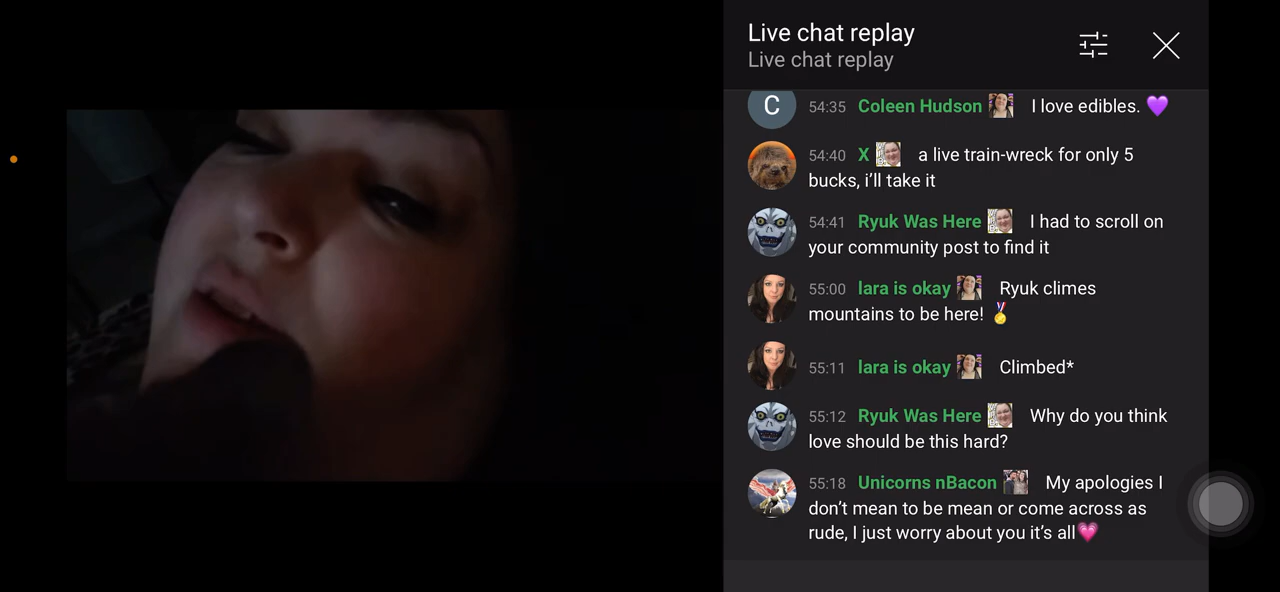 Live chat replay
Live chat replay
C 54:35 Coleen Hudson I love edibles. 💜
54:40 X a live train-wreck for only 5
bucks, i’ll take it
54:41 Ryuk Was Here I had to scroll on
your community post to find it
55:00 lara is okay Ryuk climes
mountains to be here! 🏅
55:11 lara is okay Climbed*
55:12 Ryuk Was Here Why do you think
love should be this hard?
55:18 Unicorns nBacon My apologies I
don’t mean to be mean or come across as
rude, I just worry about you it’s all💗